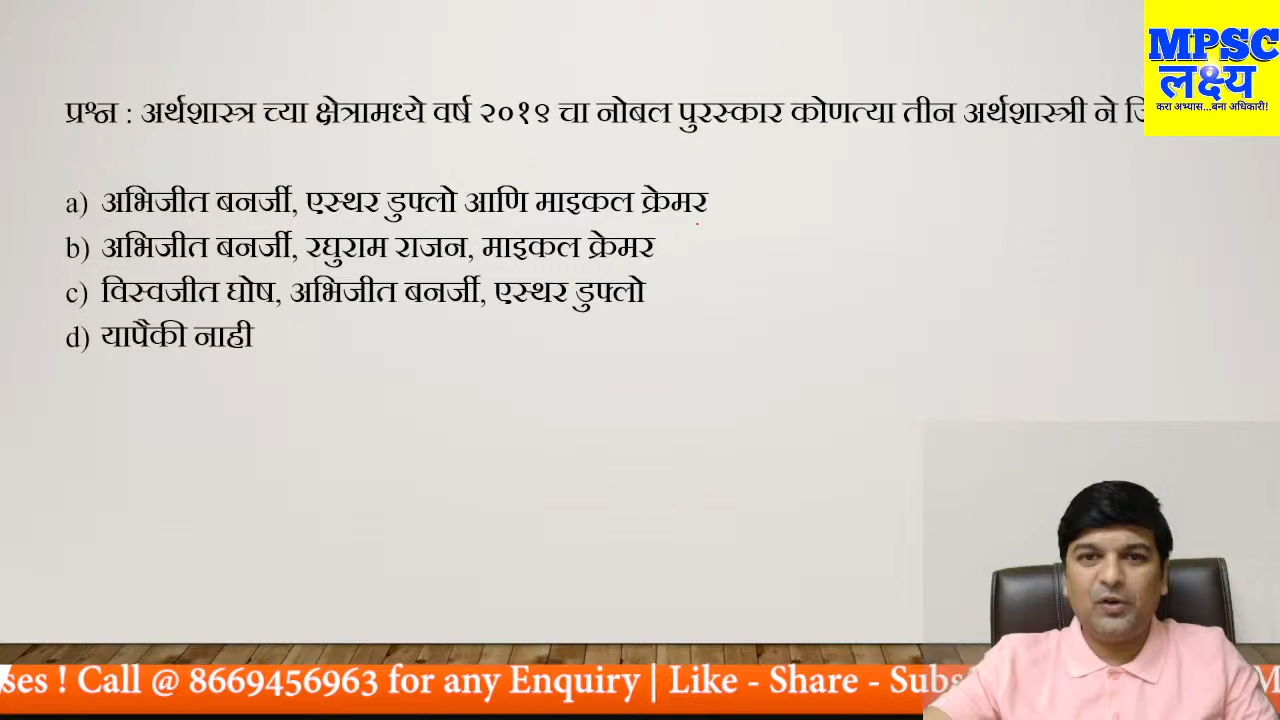 MPSC
लक्ष्य
करा अभ्यास...बना अधिकारी!
प्रश्न : अर्थशास्त्र च्या क्षेत्रामध्ये वर्ष २०१९ चा नोबल पुरस्कार कोणत्या तीन अर्थशास्त्री ने
a) अभिजीत बनर्जी, एस्थर डुफ्लो आणि माइकल क्रेमर
b) अभिजीत बनर्जी, रघुराम राजन, माइकल क्रेमर
c) विस्वजीत घोष, अभिजीत बनर्जी, एस्थर डुफ्लो
d) यापैकी नाही
ses ! Call @ 8669456963 for any Enquiry | Like - Share - Subs